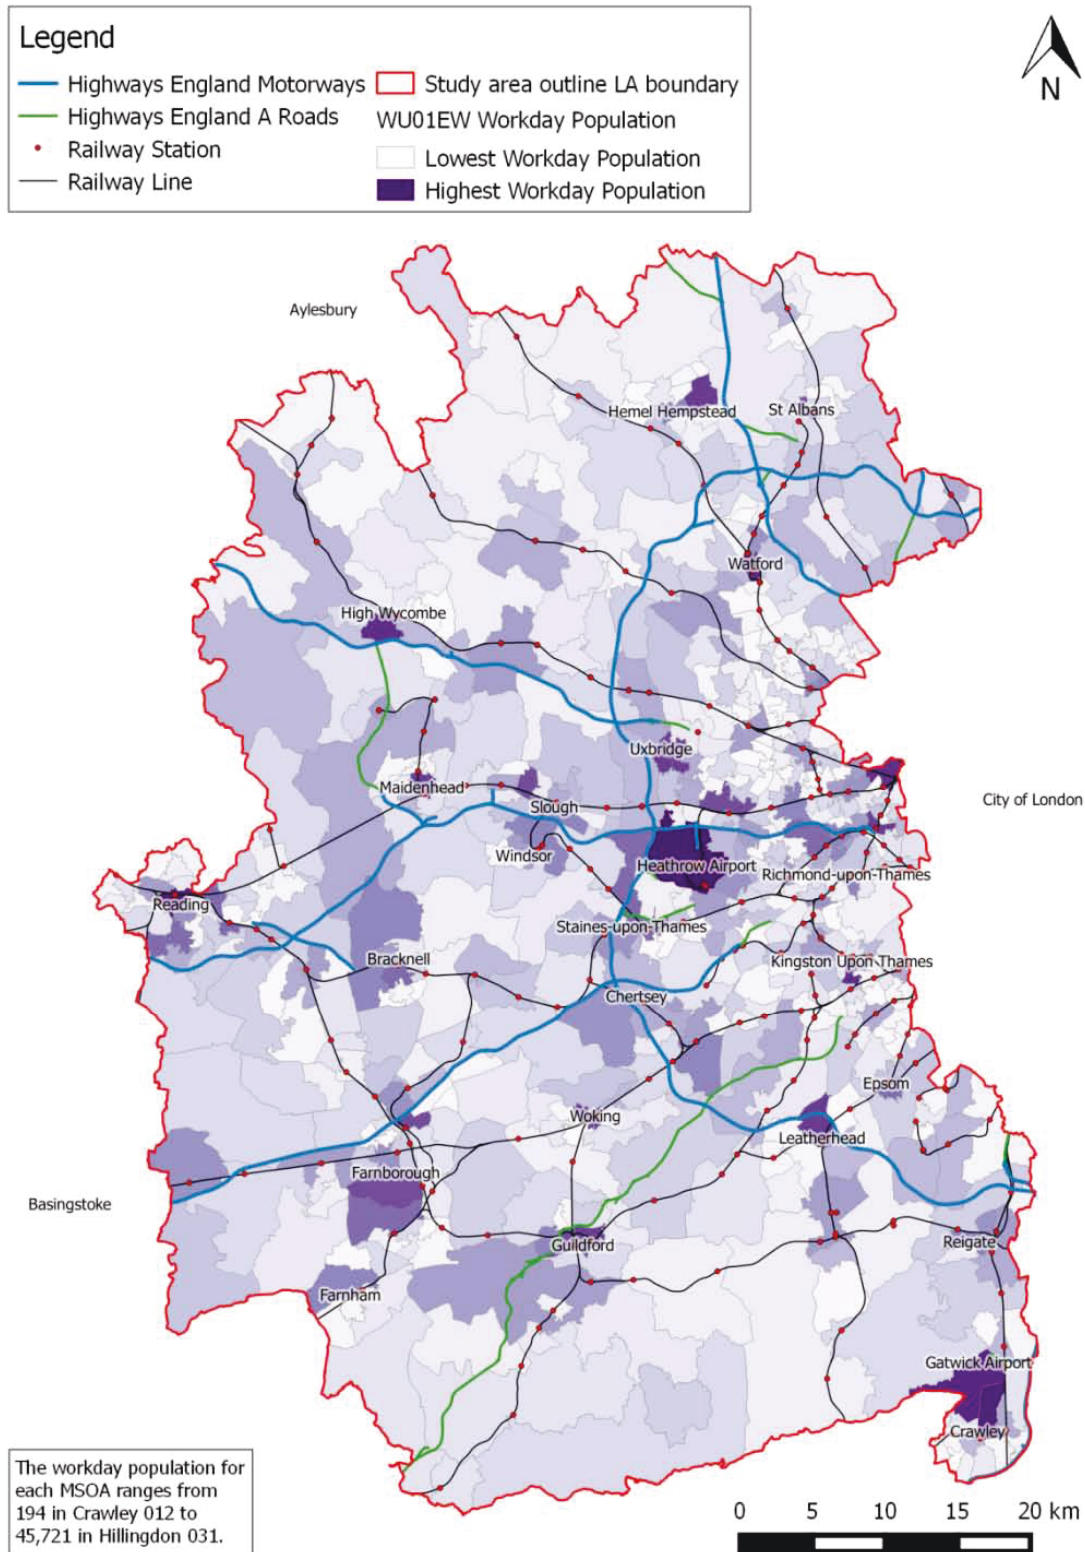 Legend
Highways England Motorways
Highways England A Roads
Railway Station
Railway Line
Study area outline LA boundary
WU01EW Workday Population
Lowest Workday Population
Highest Workday Population
N
Aylesbury
Hemel Hempstead
St Albans
Watford
High Wycombe
Uxbridge
Maidenhead
Slough
City of London
Windsor
Heathrow Airport
Richmond-upon-Thames
Reading
Staines-upon-Thames
Bracknell
Kingston Upon Thames
Chertsey
Epsom
Woking
Leatherhead
Farnborough
Basingstoke
Guildford
Reigate
Farnham
Gatwick Airport
Crawley
The workday population for
each MSOA ranges from
194 in Crawley 012 to
45,721 in Hillingdon 031.
0 5 10 15 20 km